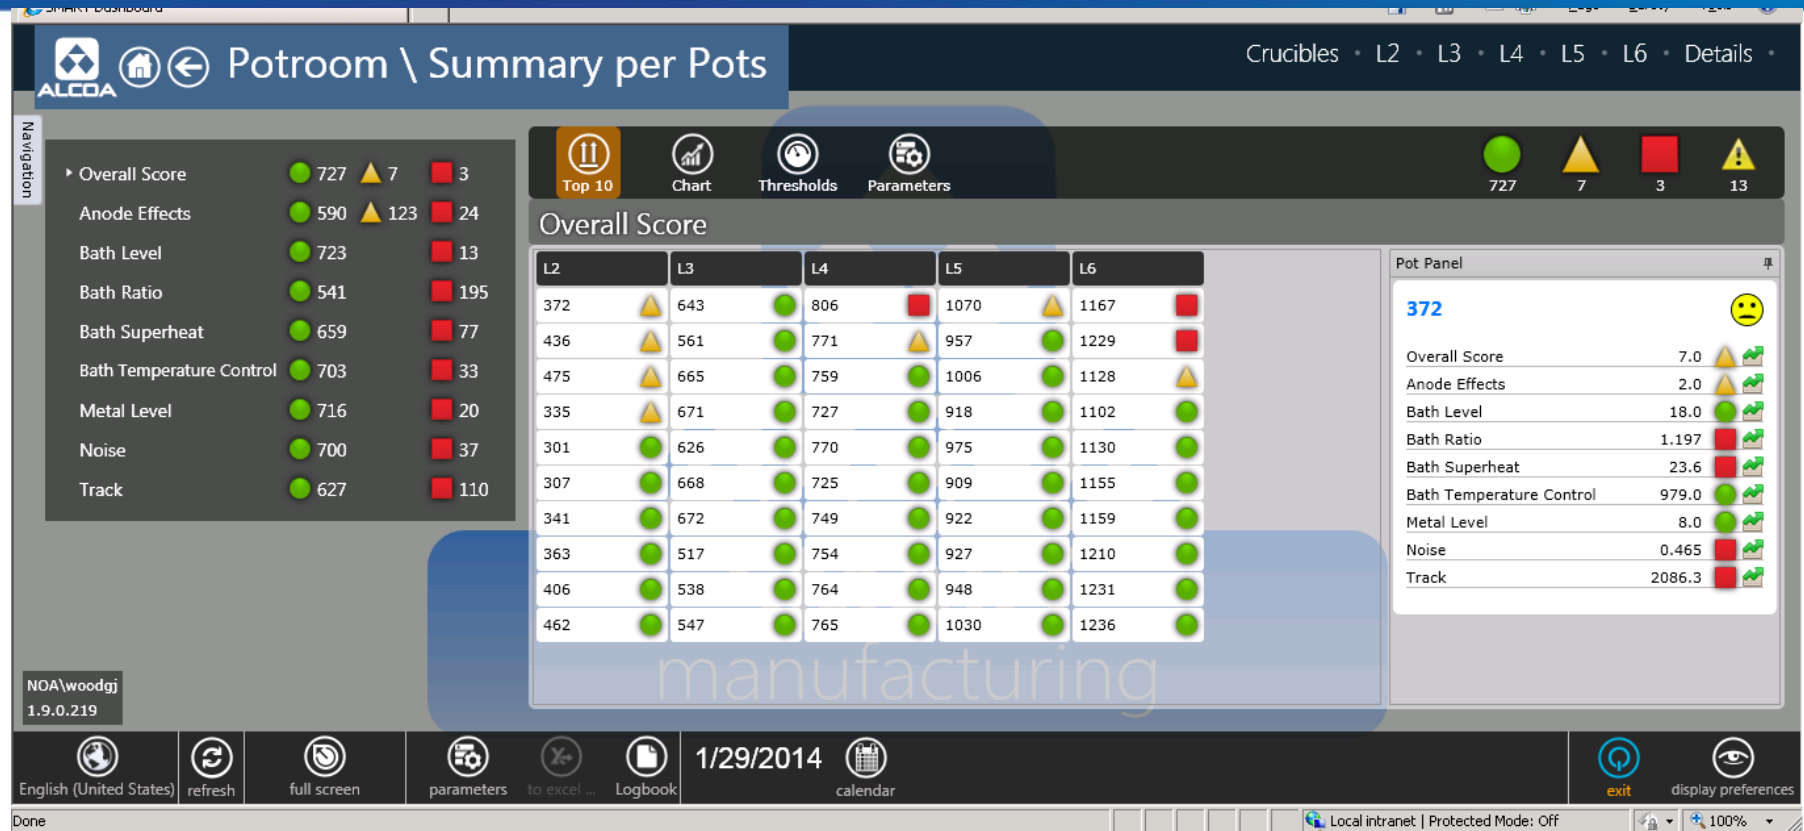 SMART Dashboard
ALCOA
Potroom \ Summary per Pots
Crucibles • L2 • L3 • L4 • L5 • L6 • Details •
Navigation
Overall Score 727 7 3
Anode Effects 590 123 24
Bath Level 723 13
Bath Ratio 541 195
Bath Superheat 659 77
Bath Temperature Control 703 33
Metal Level 716 20
Noise 700 37
Track 627 110
Top 10 Chart Thresholds Parameters
727 7 3 13
Overall Score
L2 L3 L4 L5 L6
372 643 806 1070 1167
436 561 771 957 1229
475 665 759 1006 1128
335 671 727 918 1102
301 626 770 975 1130
307 668 725 909 1155
341 672 749 922 1159
363 517 754 927 1210
406 538 764 948 1231
462 547 765 1030 1236
manufacturing
Pot Panel
372
Overall Score 7.0
Anode Effects 2.0
Bath Level 18.0
Bath Ratio 1.197
Bath Superheat 23.6
Bath Temperature Control 979.0
Metal Level 8.0
Noise 0.465
Track 2086.3
NOA\woodgj
1.9.0.219
English (United States) refresh full screen parameters to excel ... Logbook 1/29/2014 calendar exit display preferences
Done Local intranet | Protected Mode: Off 100%